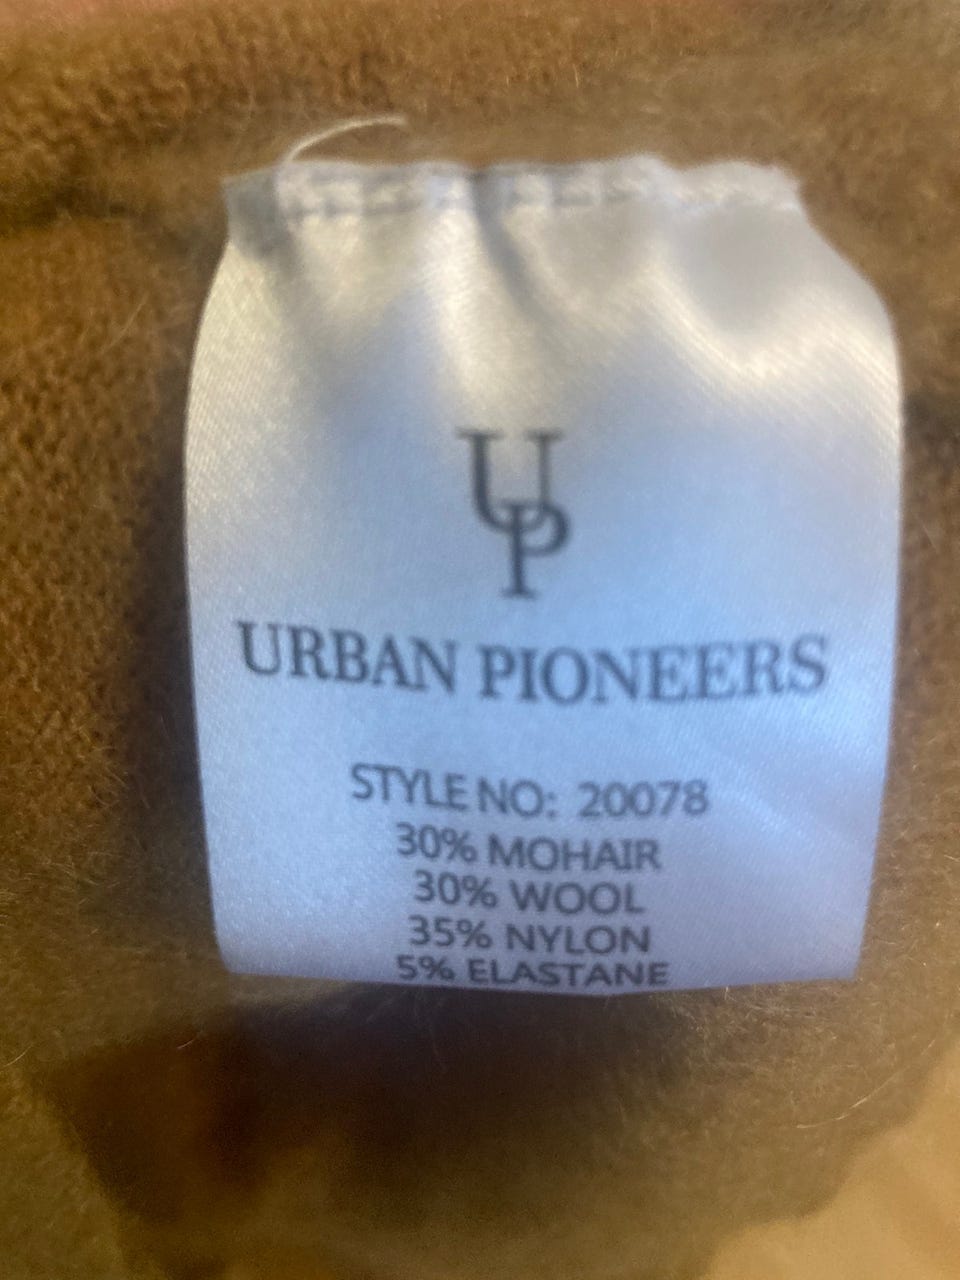 UP
URBAN PIONEERS
STYLE NO: 20078
30% MOHAIR
30% WOOL
35% NYLON
5% ELASTANE